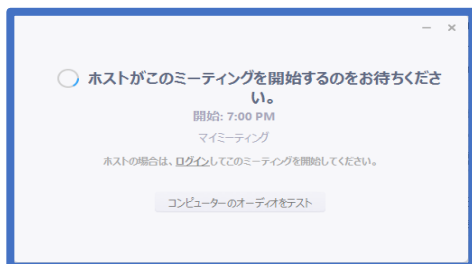 ホストがこのミーティングを開始するのをお待ちくださ
い。
開始: 7:00 PM
マイミーティング
ホストの場合は、ログインしてこのミーティングを開始してください。
コンピューターのオーディオをテスト